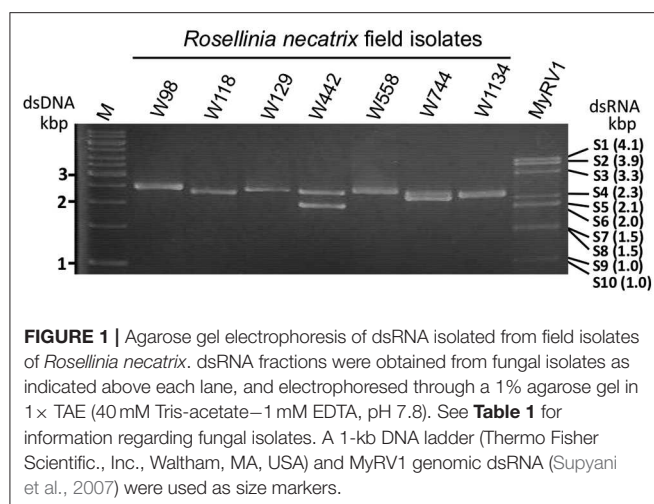 Rosellinia necatrix field isolates
dsDNA
kbp
M
W98
W118
W129
W442
W558
W744
W1134
MyRV1
dsRNA
kbp
3
2
1
S1 (4.1)
S2 (3.9)
S3 (3.3)
S4 (2.3)
S5 (2.1)
S6 (2.0)
S7 (1.5)
S8 (1.5)
S9 (1.0)
S10 (1.0)
FIGURE 1 | Agarose gel electrophoresis of dsRNA isolated from field isolates
of Rosellinia necatrix. dsRNA fractions were obtained from fungal isolates as
indicated above each lane, and electrophoresed through a 1% agarose gel in
1× TAE (40 mM Tris-acetate–1 mM EDTA, pH 7.8). See Table 1 for
information regarding fungal isolates. A 1-kb DNA ladder (Thermo Fisher
Scientific., Inc., Waltham, MA, USA) and MyRV1 genomic dsRNA (Supyani
et al., 2007) were used as size markers.